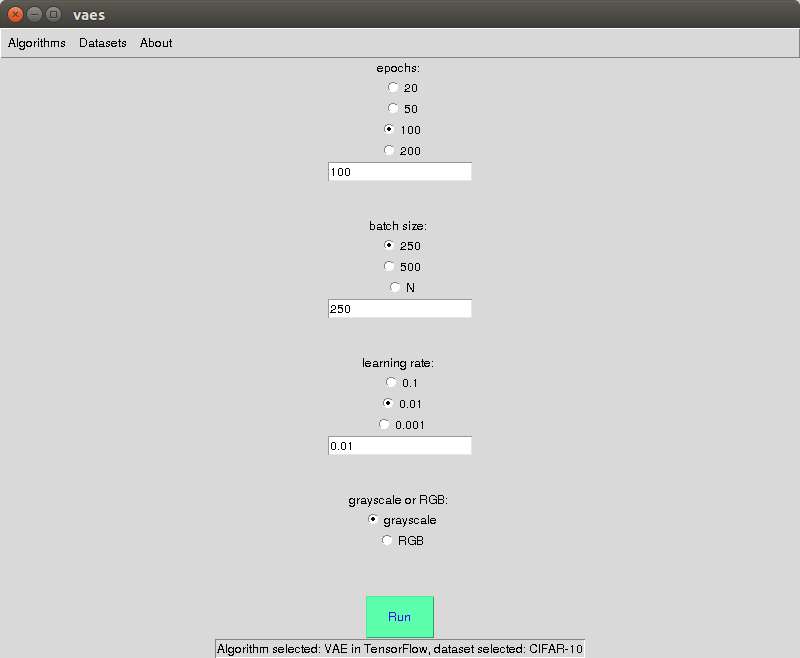 vaes
Algorithms Datasets About
epochs:
20
50
100
200
100
batch size:
250
500
N
250
learning rate:
0.1
0.01
0.001
0.01
grayscale or RGB:
grayscale
RGB
Run
Algorithm selected: VAE in TensorFlow, dataset selected: CIFAR-10